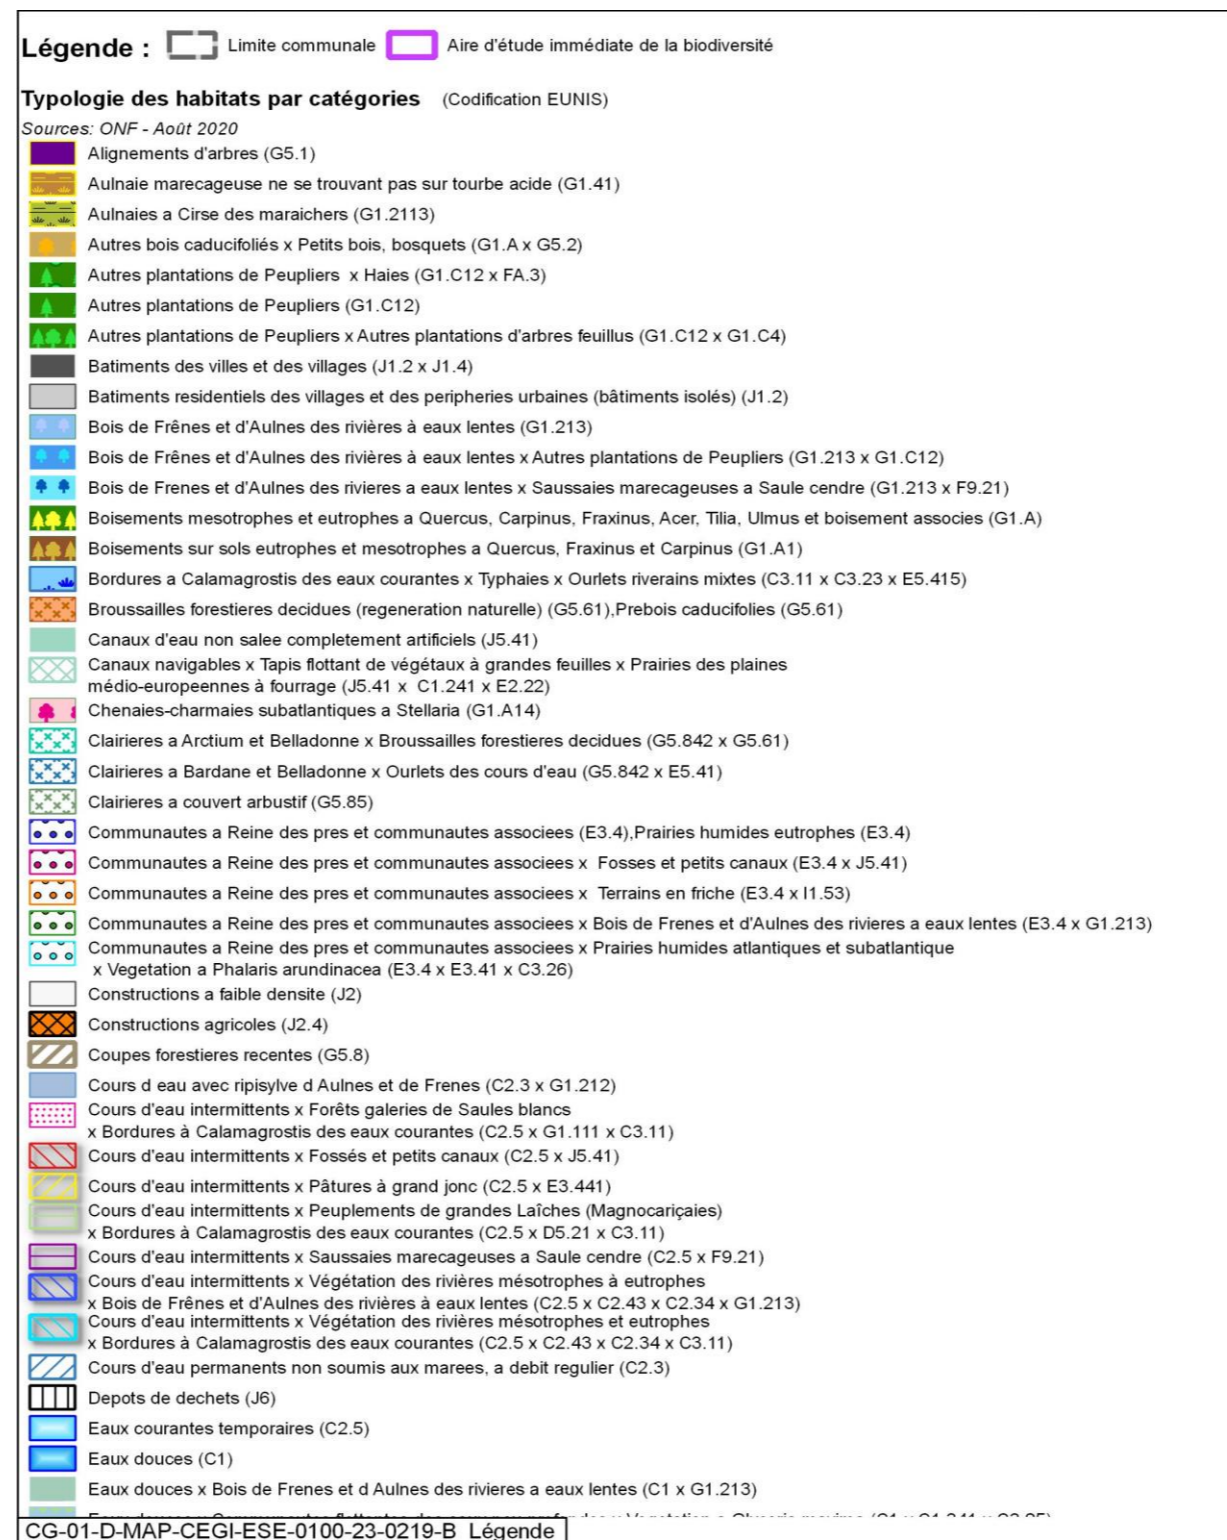 Légende : Limite communale Aire d'étude immédiate de la biodiversité
Typologie des habitats par catégories (Codification EUNIS)
Sources: ONF - Août 2020
Alignements d'arbres (G5.1)
Aulnaie marecageuse ne se trouvant pas sur tourbe acide (G1.41)
Aulnaies a Cirse des maraichers (G1.2113)
Autres bois caducifoliés x Petits bois, bosquets (G1.A x G5.2)
Autres plantations de Peupliers x Haies (G1.C12 x FA.3)
Autres plantations de Peupliers (G1.C12)
Autres plantations de Peupliers x Autres plantations d'arbres feuillus (G1.C12 x G1.C4)
Batiments des villes et des villages (J1.2 x J1.4)
Batiments residentiels des villages et des peripheries urbaines (bâtiments isolés) (J1.2)
Bois de Frênes et d'Aulnes des rivières à eaux lentes (G1.213)
Bois de Frênes et d'Aulnes des rivières à eaux lentes x Autres plantations de Peupliers (G1.213 x G1.C12)
Bois de Frenes et d'Aulnes des rivieres a eaux lentes x Saussaies marecageuses a Saule cendre (G1.213 x F9.21)
Boisements mesotrophes et eutrophes a Quercus, Carpinus, Fraxinus, Acer, Tilia, Ulmus et boisement associes (G1.A)
Boisements sur sols eutrophes et mesotrophes a Quercus, Fraxinus et Carpinus (G1.A1)
Bordures a Calamagrostis des eaux courantes x Typhaies x Ourlets riverains mixtes (C3.11 x C3.23 x E5.415)
Broussailles forestieres decidues (regeneration naturelle) (G5.61),Prebois caducifolies (G5.61)
Canaux d'eau non salee completement artificiels (J5.41)
Canaux navigables x Tapis flottant de végétaux à grandes feuilles x Prairies des plaines
médio-europeennes à fourrage (J5.41 x C1.241 x E2.22)
Chenaies-charmaies subatlantiques a Stellaria (G1.A14)
Clairieres a Arctium et Belladonne x Broussailles forestieres decidues (G5.842 x G5.61)
Clairieres a Bardane et Belladonne x Ourlets des cours d'eau (G5.842 x E5.41)
Clairieres a couvert arbustif (G5.85)
Communautes a Reine des pres et communautes associees (E3.4),Prairies humides eutrophes (E3.4)
Communautes a Reine des pres et communautes associees x Fosses et petits canaux (E3.4 x J5.41)
Communautes a Reine des pres et communautes associees x Terrains en friche (E3.4 x I1.53)
Communautes a Reine des pres et communautes associees x Bois de Frenes et d'Aulnes des rivieres a eaux lentes (E3.4 x G1.213)
Communautes a Reine des pres et communautes associees x Prairies humides atlantiques et subatlantique
x Vegetation a Phalaris arundinacea (E3.4 x E3.41 x C3.26)
Constructions a faible densite (J2)
Constructions agricoles (J2.4)
Coupes forestieres recentes (G5.8)
Cours d eau avec ripisylve d Aulnes et de Frenes (C2.3 x G1.212)
Cours d'eau intermittents x Forêts galeries de Saules blancs
x Bordures à Calamagrostis des eaux courantes (C2.5 x G1.111 x C3.11)
Cours d'eau intermittents x Fossés et petits canaux (C2.5 x J5.41)
Cours d'eau intermittents x Pâtures à grand jonc (C2.5 x E3.441)
Cours d'eau intermittents x Peuplements de grandes Laîches (Magnocariçaies)
x Bordures à Calamagrostis des eaux courantes (C2.5 x D5.21 x C3.11)
Cours d'eau intermittents x Saussaies marecageuses a Saule cendre (C2.5 x F9.21)
Cours d'eau intermittents x Végétation des rivières mésotrophes à eutrophes
x Bois de Frênes et d'Aulnes des rivières à eaux lentes (C2.5 x C2.43 x C2.34 x G1.213)
Cours d'eau intermittents x Végétation des rivières mésotrophes et eutrophes
x Bordures à Calamagrostis des eaux courantes (C2.5 x C2.43 x C2.34 x C3.11)
Cours d'eau permanents non soumis aux marees, a debit regulier (C2.3)
Depots de dechets (J6)
Eaux courantes temporaires (C2.5)
Eaux douces (C1)
Eaux douces x Bois de Frenes et d Aulnes des rivieres a eaux lentes (C1 x G1.213)
CG-01-D-MAP-CEGI-ESE-0100-23-0219-B_Légende